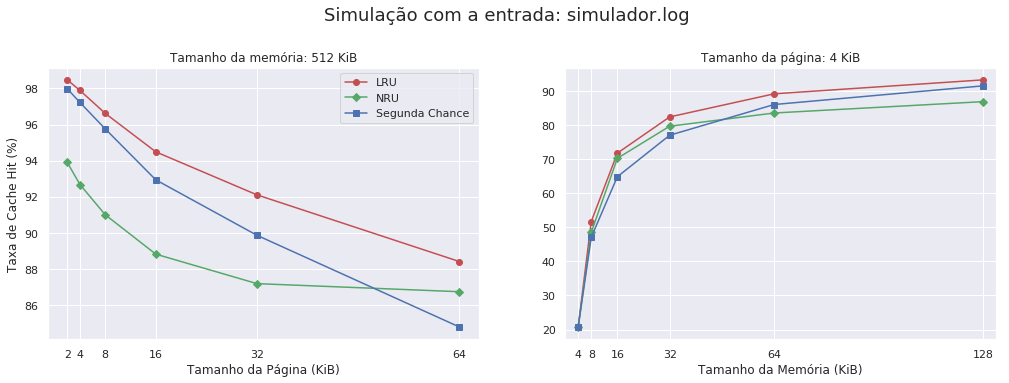 Simulação com a entrada: simulador.log
Tamanho da memória: 512 KiB
LRU
NRU
Segunda Chance
Taxa de Cache Hit (%)
98
96
94
92
90
88
86
2 4 8 16 32 64
Tamanho da Página (KiB)
Tamanho da página: 4 KiB
90
80
70
60
50
40
30
20
4 8 16 32 64 128
Tamanho da Memória (KiB)